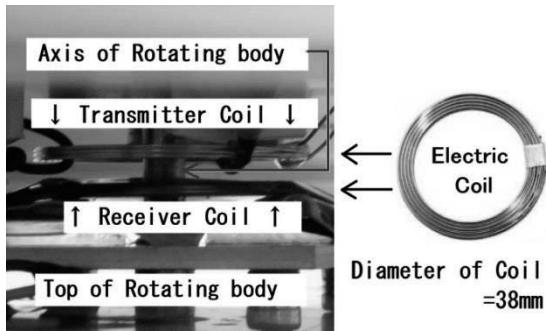 Axis of Rotating body
↓ Transmitter Coil ↓
↑ Receiver Coil ↑
Top of Rotating body
Electric
Coil
Diameter of Coil
=38mm